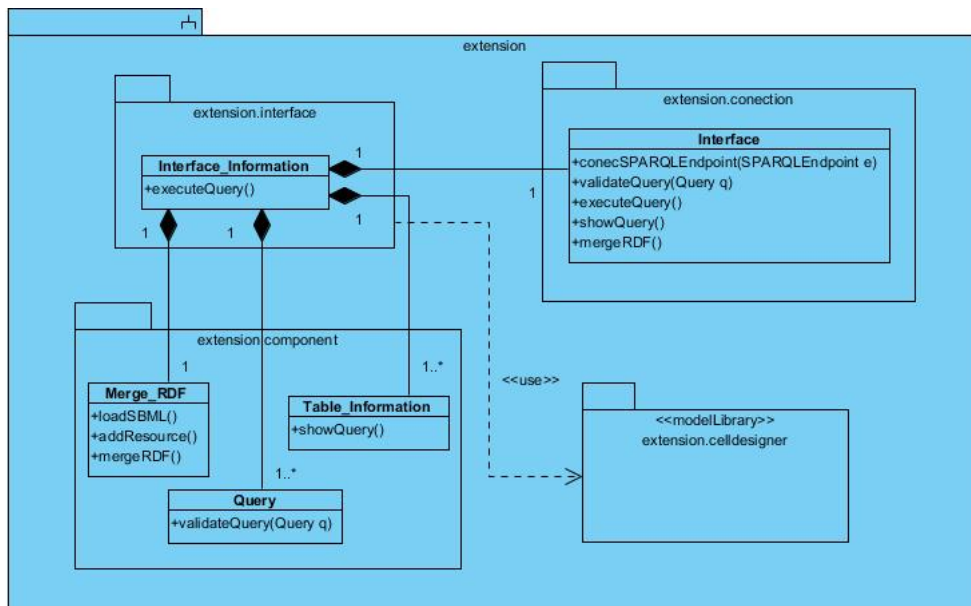 extension
extension.interface
Interface_Information
+executeQuery()
1
1
1
1
1
extension.conection
Interface
+conecSPARQLEndpoint(SPARQLEndpoint e)
+validateQuery(Query q)
+executeQuery()
+showQuery()
+mergeRDF()
extension.component
1
Merge_RDF
+loadSBML()
+addResource()
+mergeRDF()
1..*
Table_Information
+showQuery()
1..*
Query
+validateQuery(Query q)
<<use>>
<<modelLibrary>>
extension.celldesigner